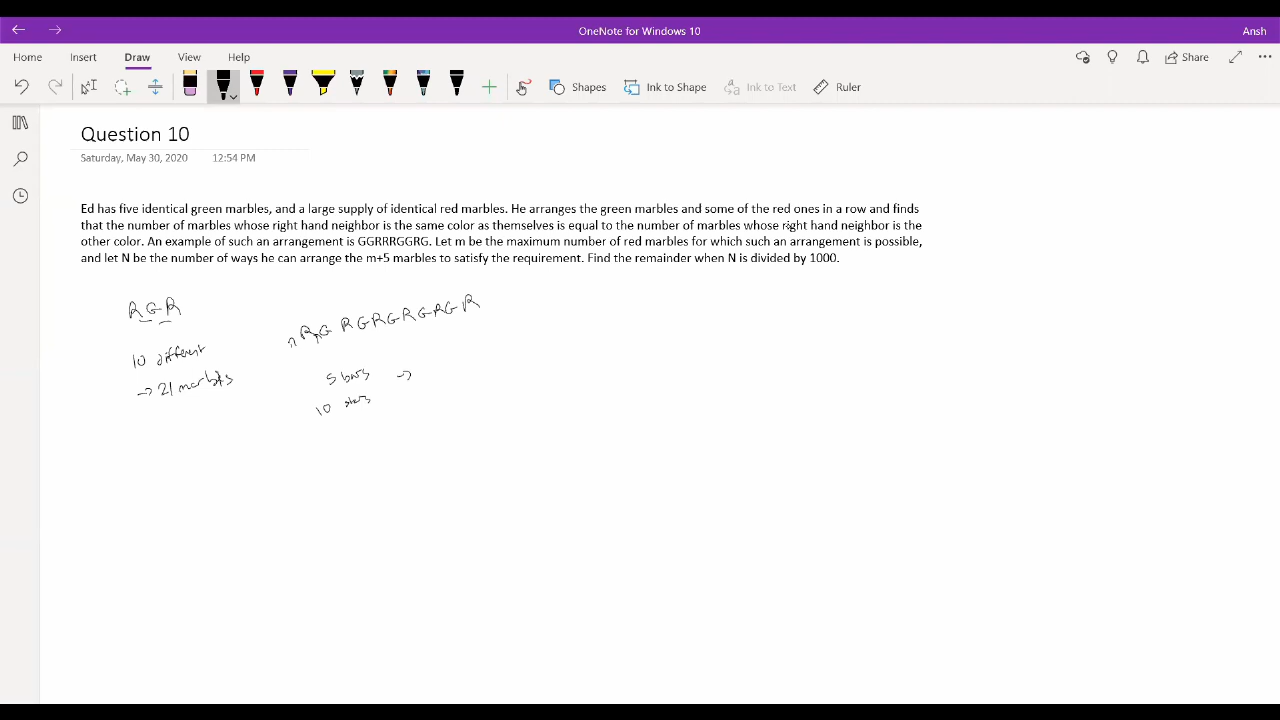 OneNote for Windows 10
Ansh
Home Insert Draw View Help
Share
Shapes
Ink to Shape
Ink to Text
Ruler
Question 10
Saturday, May 30, 2020 12:54 PM
Ed has five identical green marbles, and a large supply of identical red marbles. He arranges the green marbles and some of the red ones in a row and finds
that the number of marbles whose right hand neighbor is the same color as themselves is equal to the number of marbles whose right hand neighbor is the
other color. An example of such an arrangement is GGRRRGGRG. Let m be the maximum number of red marbles for which such an arrangement is possible,
and let N be the number of ways he can arrange the m+5 marbles to satisfy the requirement. Find the remainder when N is divided by 1000.
RGR
RG RGRGRGRGR
10 different
→ 21 marbles
5 bars →
10 stars